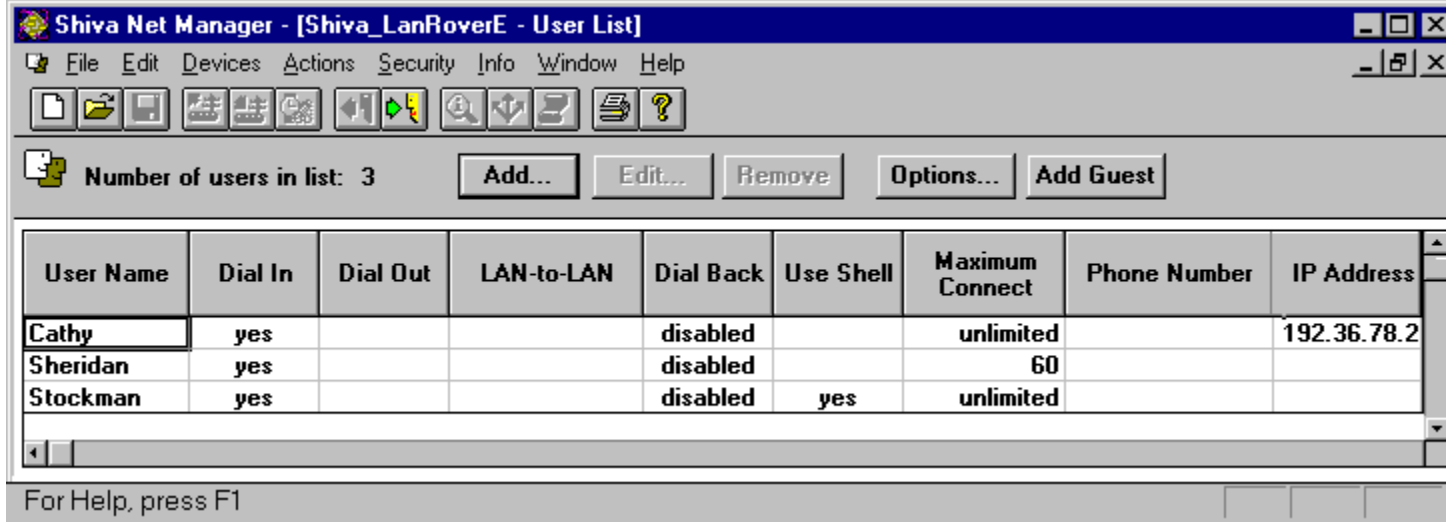 Shiva Net Manager - [Shiva_LanRoverE - User List]
File Edit Devices Actions Security Info Window Help
Number of users in list: 3 Add... Edit... Remove Options... Add Guest
User Name Dial In Dial Out LAN-to-LAN Dial Back Use Shell Maximum Connect Phone Number IP Address
Cathy yes disabled unlimited 192.36.78.2
Sheridan yes disabled 60
Stockman yes disabled yes unlimited
For Help, press F1